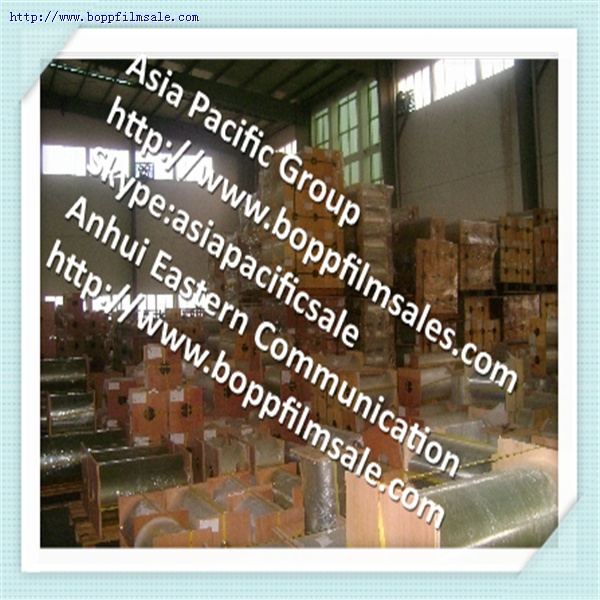 http://www.boppfilmsale.com
Asia Pacific Group
http://www.boppfilmsales.com
Skype:asiapacificsale
Anhui Eastern Communication
http://www.boppfilmsale.com